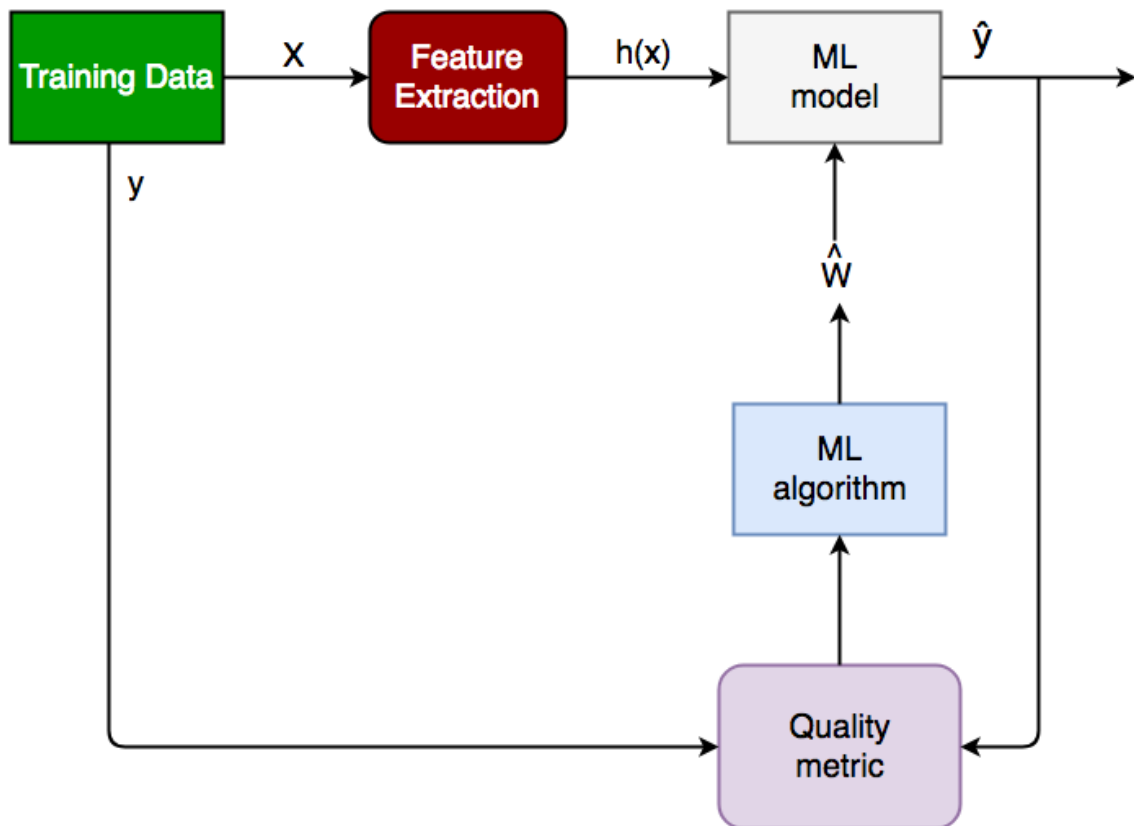 Training Data
X
Feature
Extraction
h(x)
ML
model
ŷ
y
ŵ
ML
algorithm
Quality
metric